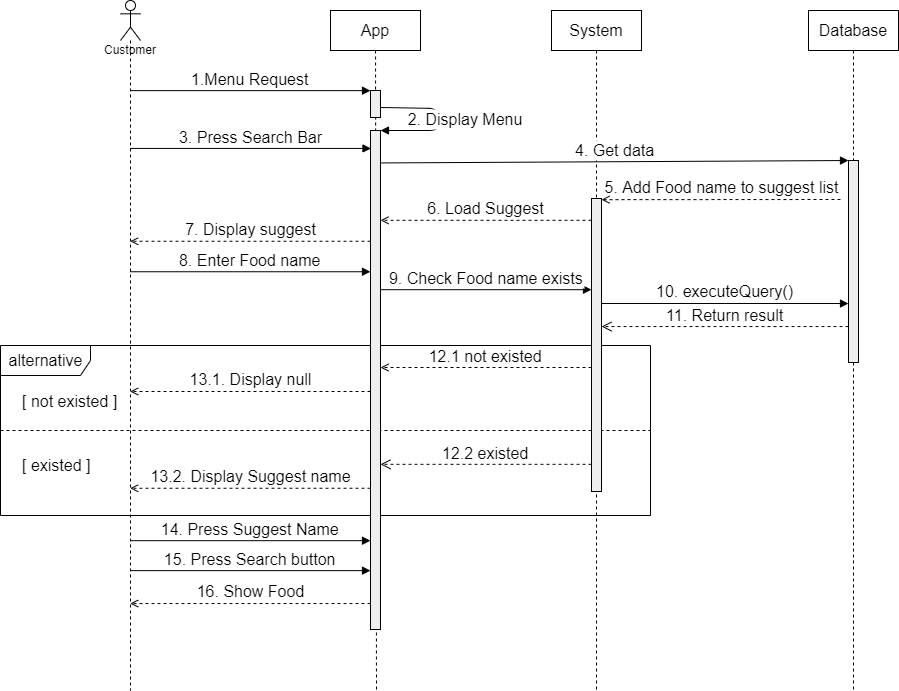 Customer
App
System
Database
1.Menu Request
2. Display Menu
3. Press Search Bar
4. Get data
5. Add Food name to suggest list
6. Load Suggest
7. Display suggest
8. Enter Food name
9. Check Food name exists
10. executeQuery()
11. Return result
alternative
12.1 not existed
13.1. Display null
[ not existed ]
12.2 existed
[ existed ]
13.2. Display Suggest name
14. Press Suggest Name
15. Press Search button
16. Show Food